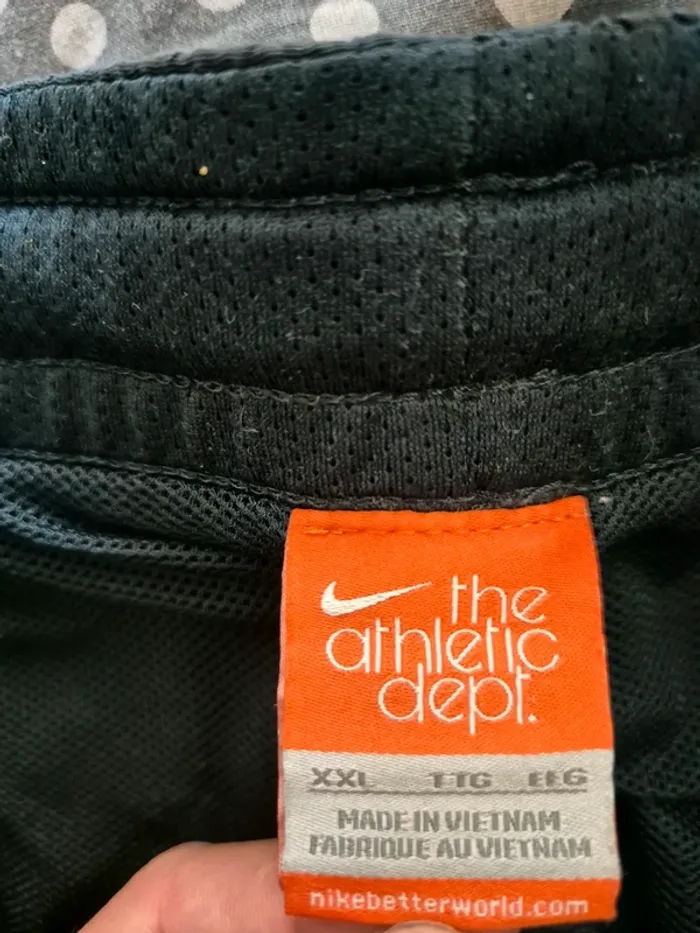 the
athletic
dept.
XXL TTG EEG
MADE IN VIETNAM
FABRIQUE AU VIETNAM
nikebetterworld.com